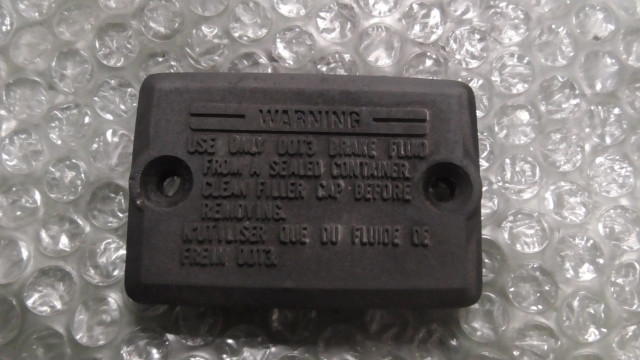 WARNING
USE ONLY DOT3 BRAKE FLUID
FROM A SEALED CONTAINER.
CLEAN FILLER CAP BEFORE
REMOVING.
N'UTILISER QUE DU FLUIDE DE
FREIN DOT3.